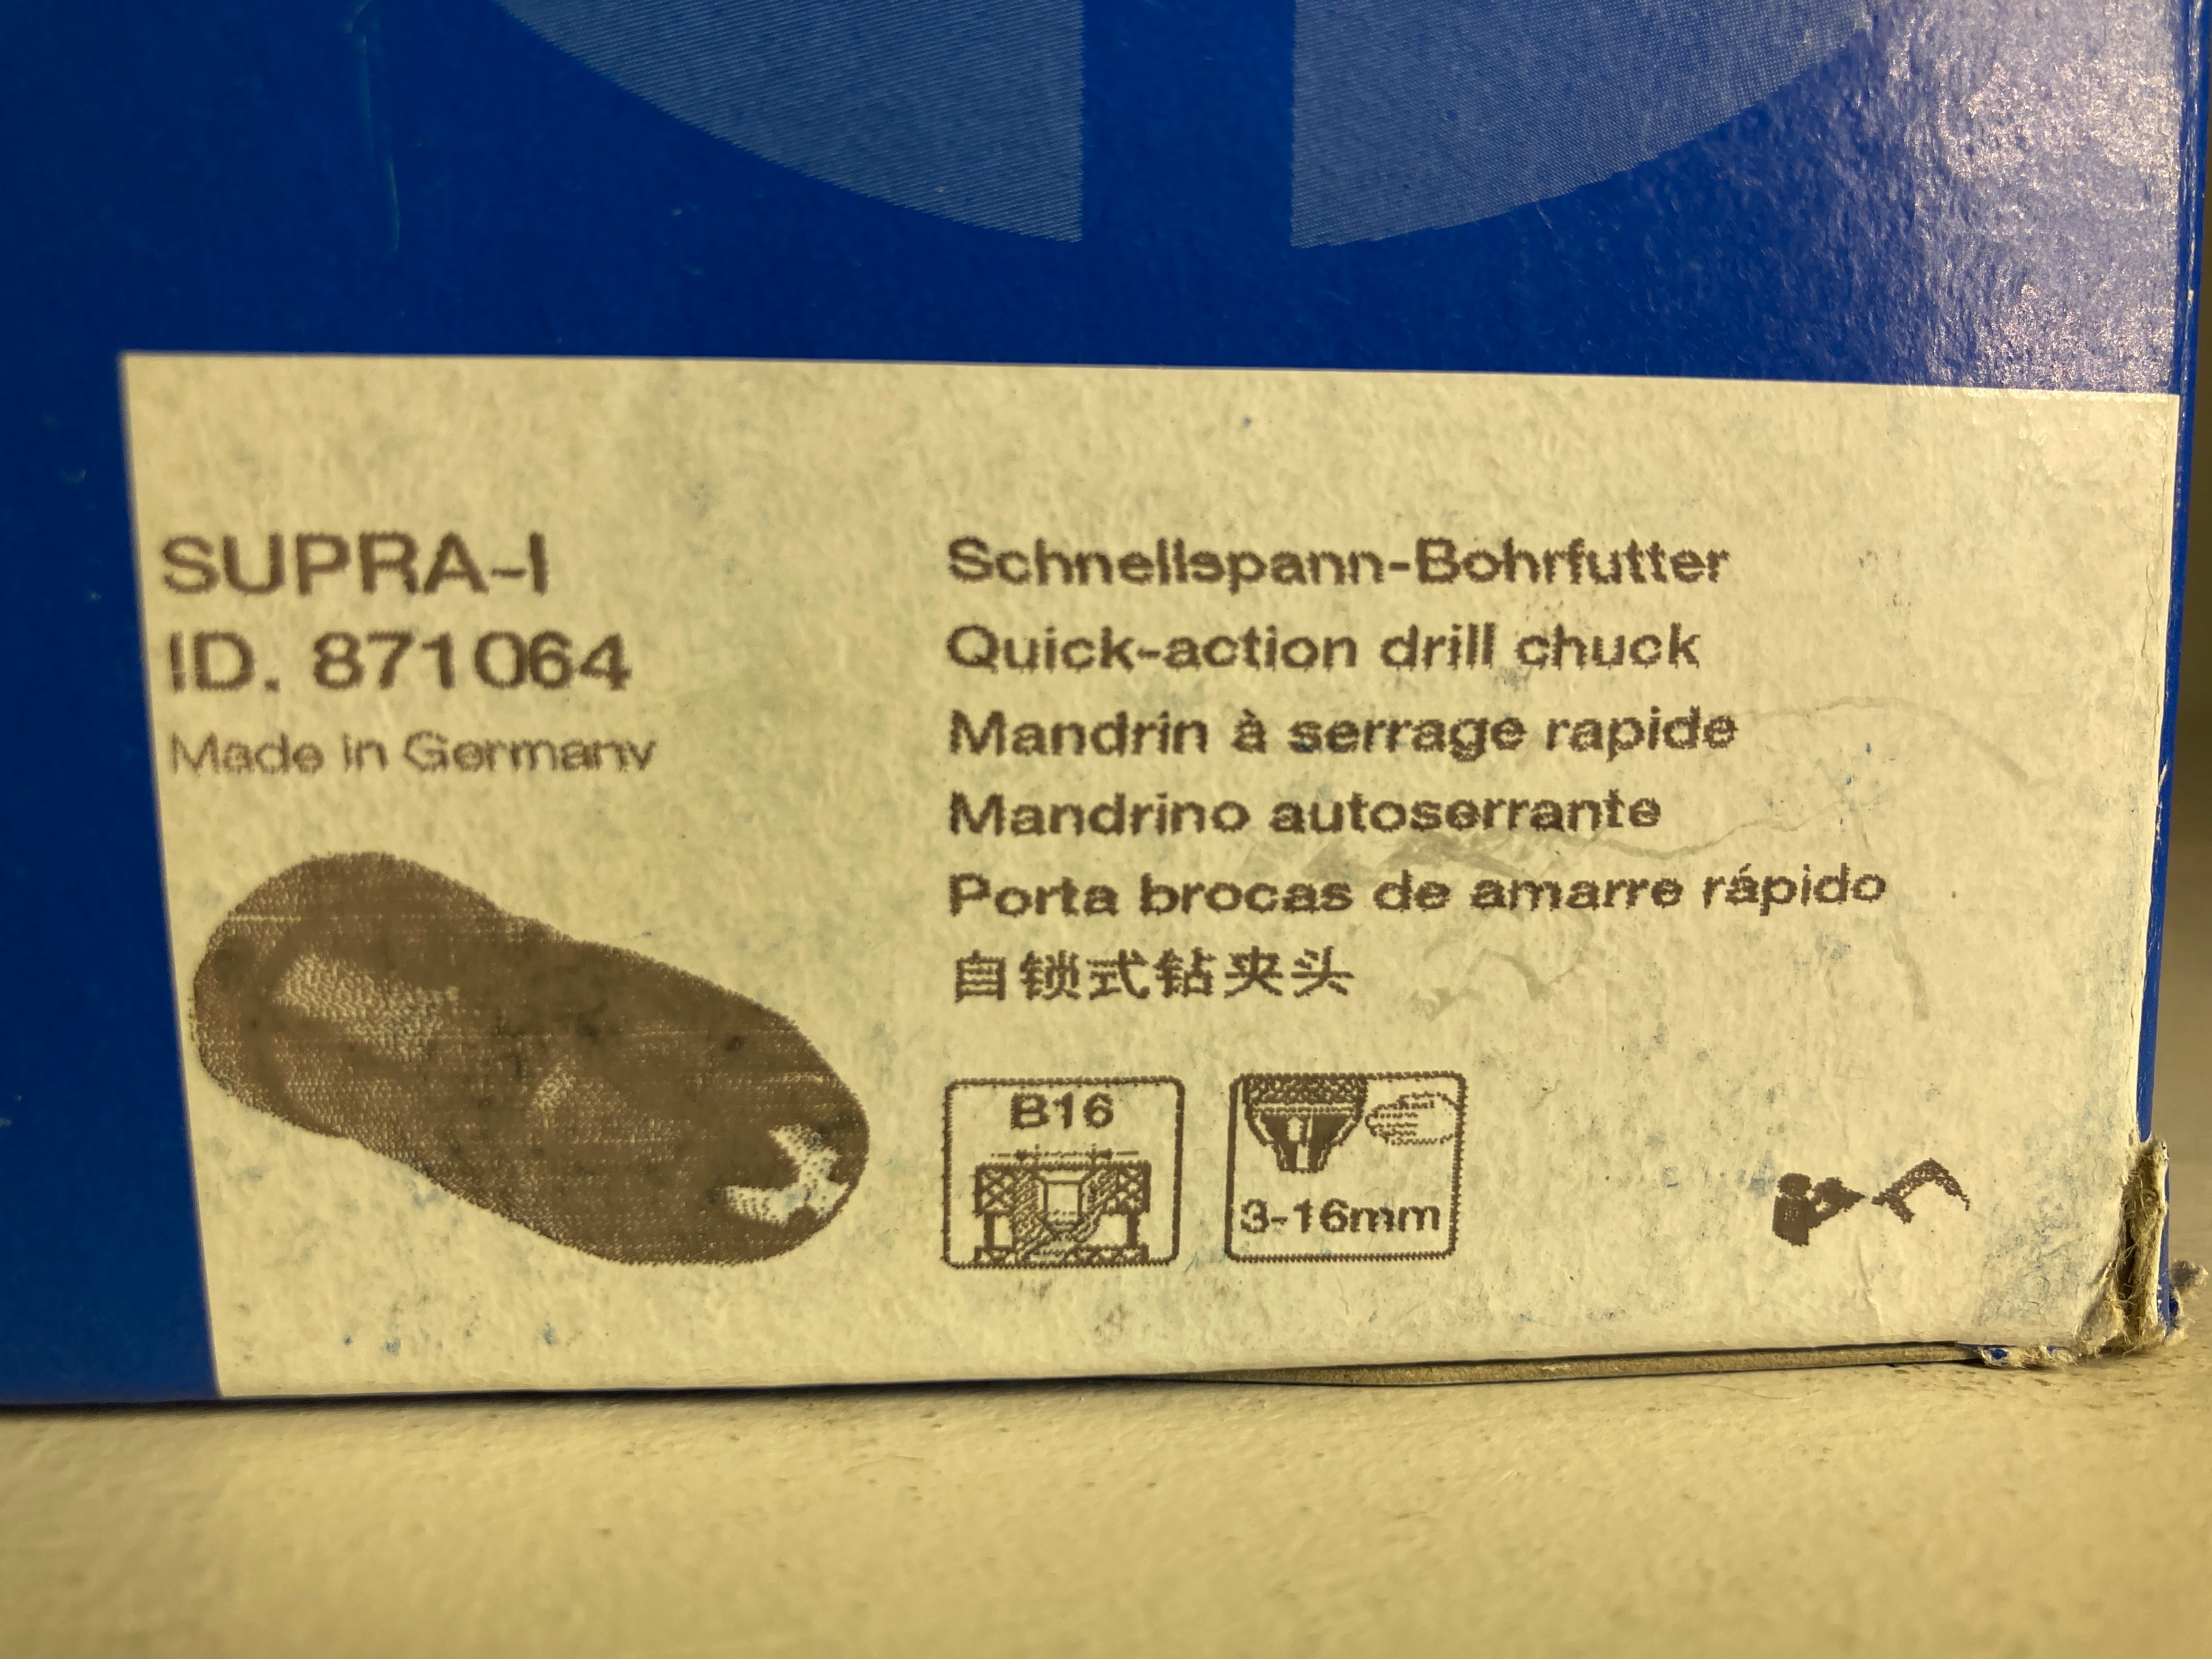 SUPRA-I
ID. 871064
Made in Germany
Schnellspann-Bohrfutter
Quick-action drill chuck
Mandrin à serrage rapide
Mandrino autoserrante
Porta brocas de amarre rápido
自锁式钻夹头
B16
3-16mm